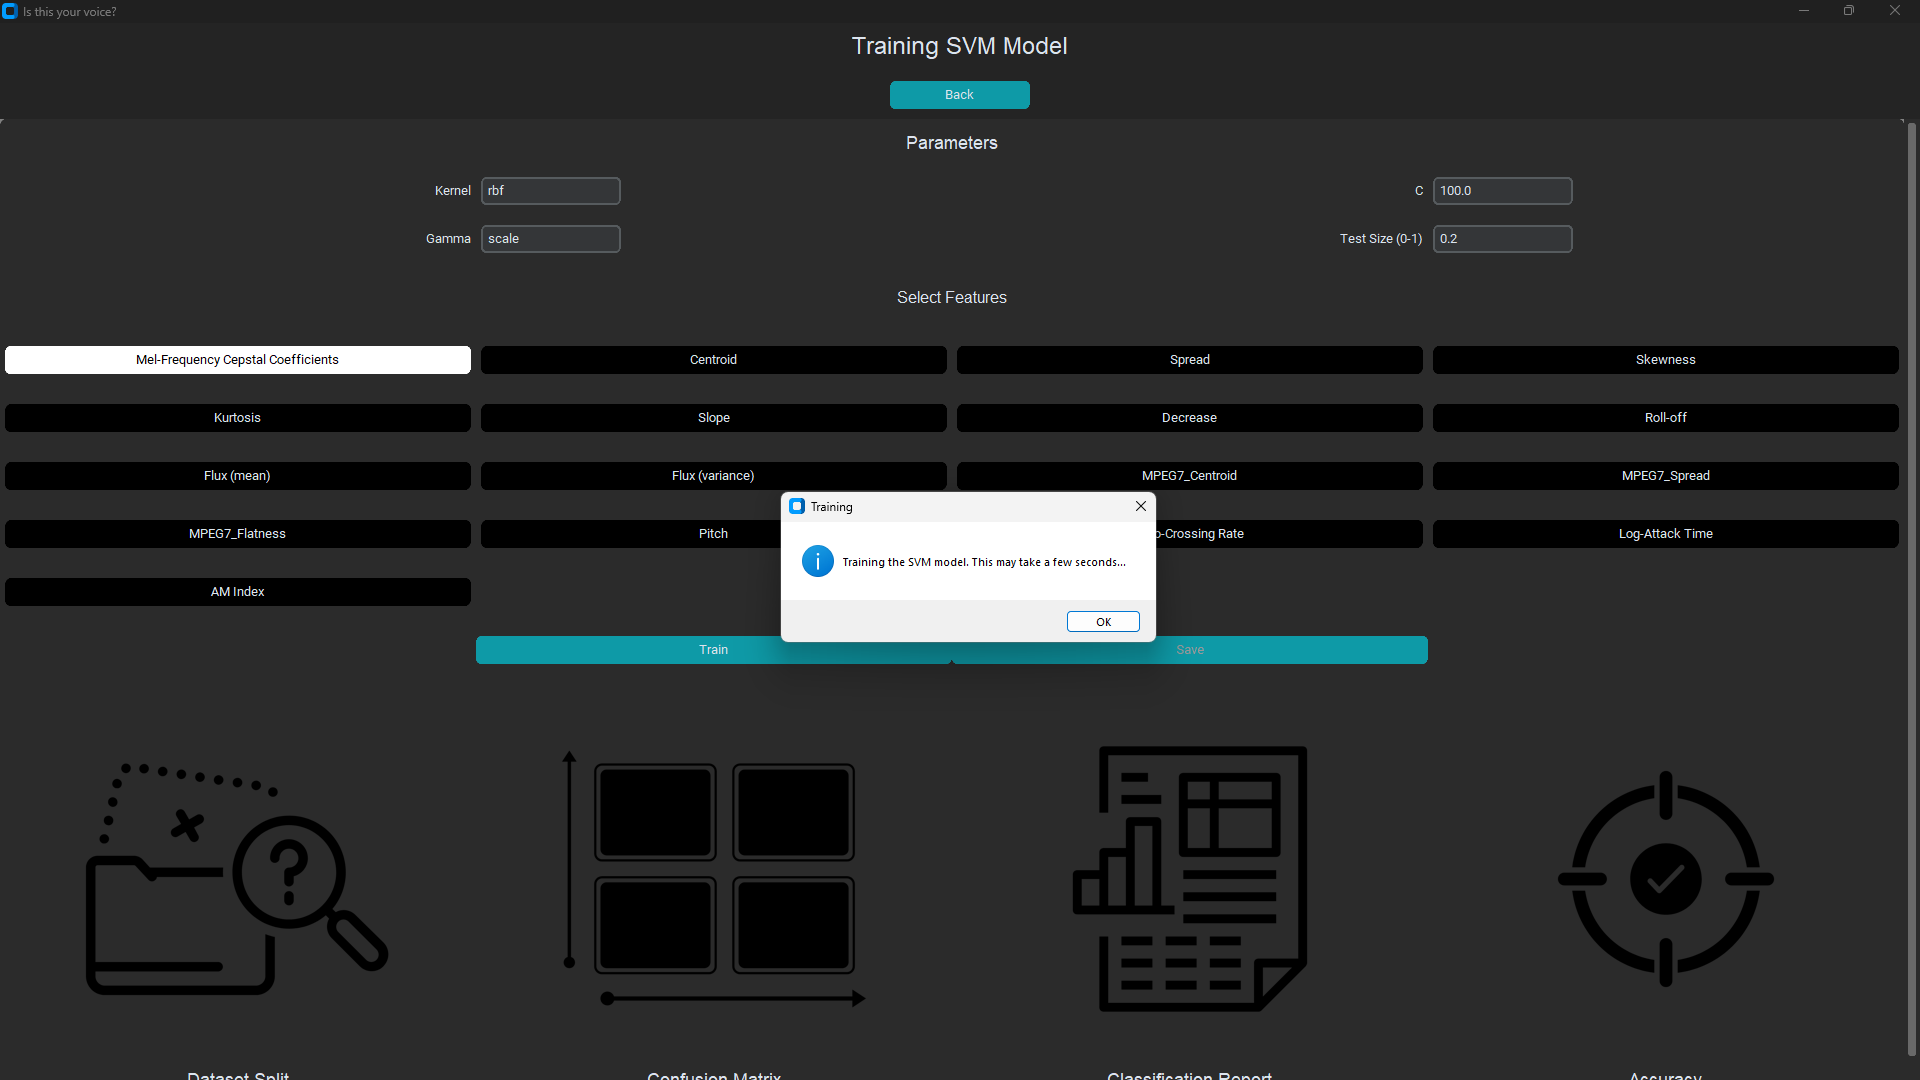 Is this your voice?
Training SVM Model
Back
Parameters
Kernel rbf
C 100.0
Gamma scale
Test Size (0-1) 0.2
Select Features
Mel-Frequency Cepstal Coefficients
Centroid
Spread
Skewness
Kurtosis
Slope
Decrease
Roll-off
Flux (mean)
Flux (variance)
MPEG7_Centroid
MPEG7_Spread
MPEG7_Flatness
Pitch
o-Crossing Rate
Log-Attack Time
AM Index
Training
Training the SVM model. This may take a few seconds...
OK
Train
Save
Dataset Split
Confusion Matrix
Classification Report
Accuracy